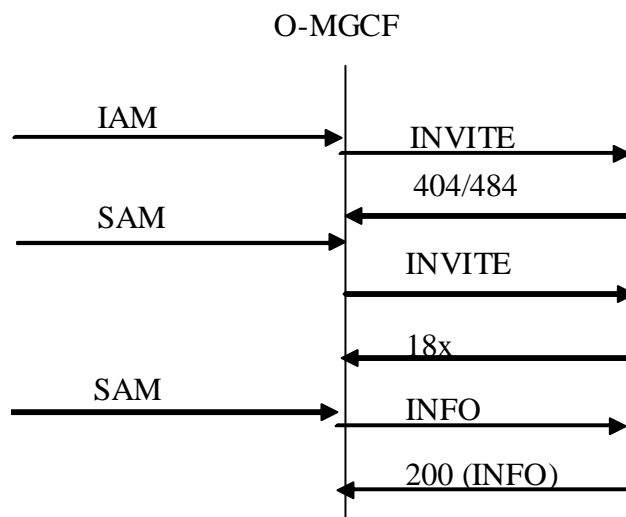 O-MGCF
IAM
INVITE
404/484
SAM
INVITE
18x
SAM
INFO
200 (INFO)